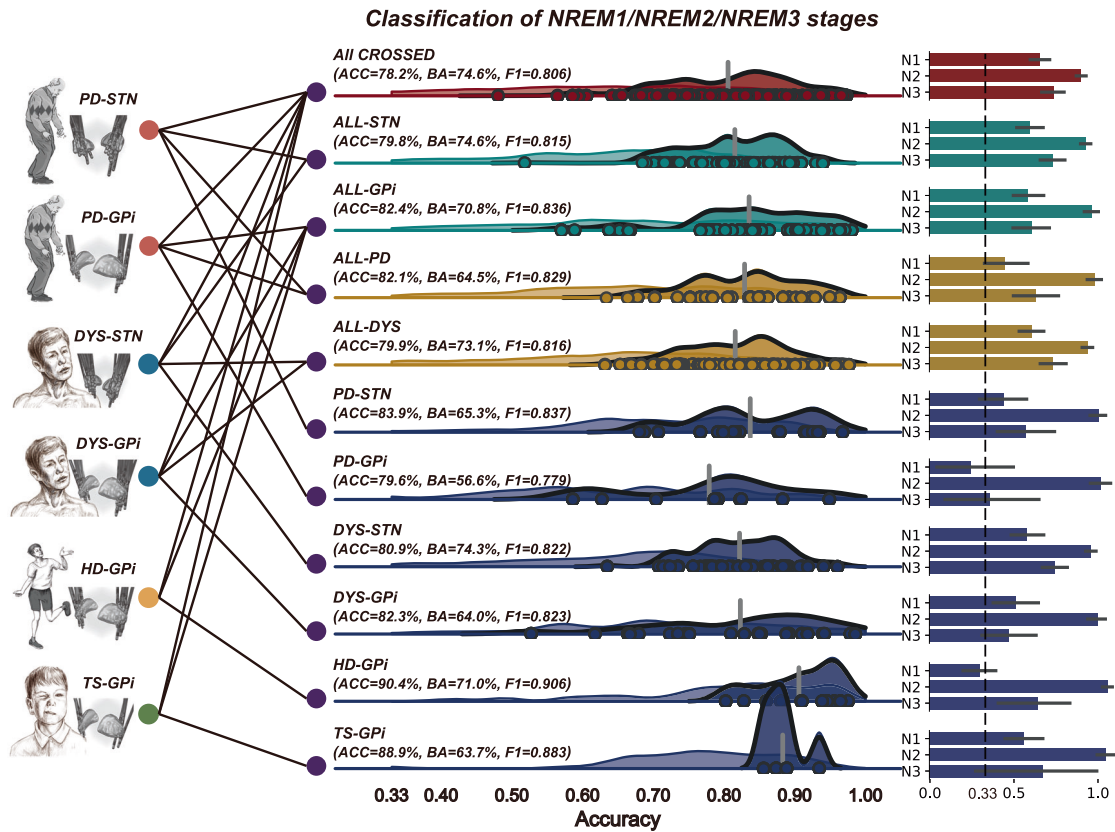 Classification of NREM1/NREM2/NREM3 stages
PD-STN
PD-GPi
DYS-STN
DYS-GPi
HD-GPi
TS-GPi
All CROSSED
(ACC=78.2%, BA=74.6%, F1=0.806)
N1
N2
N3
ALL-STN
(ACC=79.8%, BA=74.6%, F1=0.815)
N1
N2
N3
ALL-GPi
(ACC=82.4%, BA=70.8%, F1=0.836)
N1
N2
N3
ALL-PD
(ACC=82.1%, BA=64.5%, F1=0.829)
N1
N2
N3
ALL-DYS
(ACC=79.9%, BA=73.1%, F1=0.816)
N1
N2
N3
PD-STN
(ACC=83.9%, BA=65.3%, F1=0.837)
N1
N2
N3
PD-GPi
(ACC=79.6%, BA=56.6%, F1=0.779)
N1
N2
N3
DYS-STN
(ACC=80.9%, BA=74.3%, F1=0.822)
N1
N2
N3
DYS-GPi
(ACC=82.3%, BA=64.0%, F1=0.823)
N1
N2
N3
HD-GPi
(ACC=90.4%, BA=71.0%, F1=0.906)
N1
N2
N3
TS-GPi
(ACC=88.9%, BA=63.7%, F1=0.883)
N1
N2
N3
0.33 0.40 0.50 0.60 0.70 0.80 0.90 1.00
Accuracy
0.0 0.33 0.5 1.0